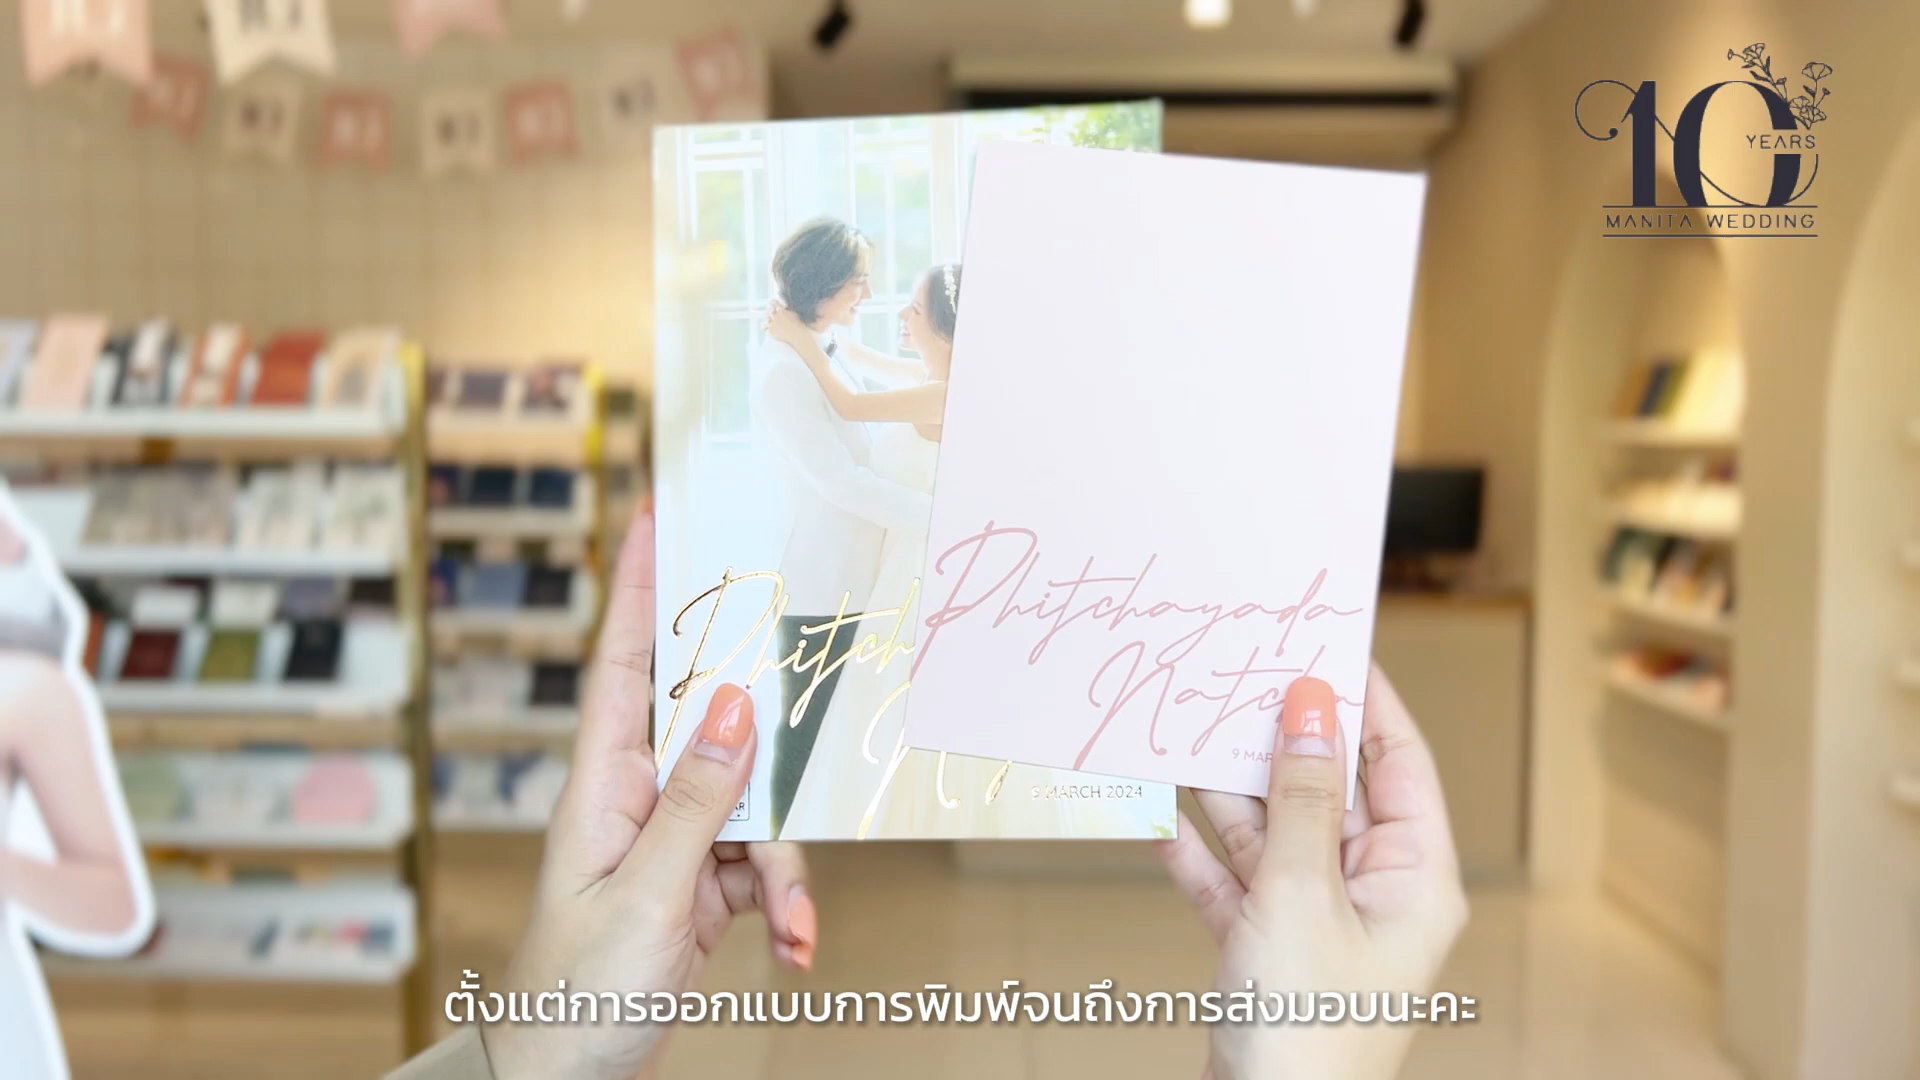 10
YEARS
MANITA WEDDING
Phitch
9 MARCH 2024
AR
Phitchayada
Natcha
9 MAR
ตั้งแต่การออกแบบการพิมพ์จนถึงการส่งมอบนะคะ